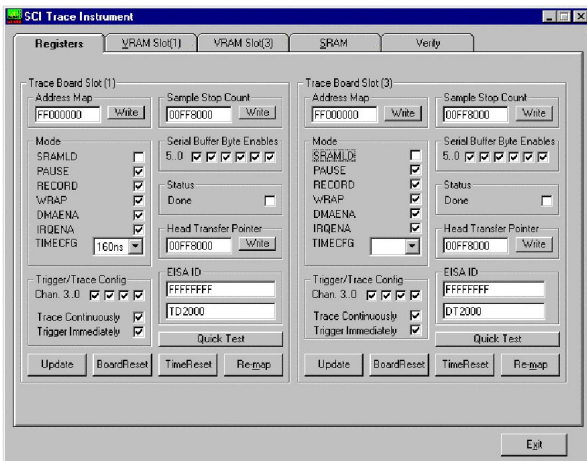 SCI Trace Instrument
Registers VRAM Slot(1) VRAM Slot(3) SRAM Verify
Trace Board Slot (1)
Address Map
FF000000 Write
Sample Stop Count
00FF8000 Write
Mode
SRAMLD
PAUSE
RECORD
WRAP
DMAENA
IRQENA
TIMECFG 160ns
Serial Buffer Byte Enables
5..0
Status
Done
Head Transfer Pointer
00FF8000 Write
Trigger/Trace Config
Chan. 3..0
Trace Continuously
Trigger Immediately
EISA ID
FFFFFFFF
TD2000
Quick Test
Update BoardReset TimeReset Re-map
Trace Board Slot (3)
Address Map
FF000000 Write
Sample Stop Count
00FF8000 Write
Mode
SRAMLD
PAUSE
RECORD
WRAP
DMAENA
IRQENA
TIMECFG
Serial Buffer Byte Enables
5..0
Status
Done
Head Transfer Pointer
00FF8000 Write
Trigger/Trace Config
Chan. 3..0
Trace Continuously
Trigger Immediately
EISA ID
FFFFFFFF
DT2000
Quick Test
Update BoardReset TimeReset Re-map
Exit